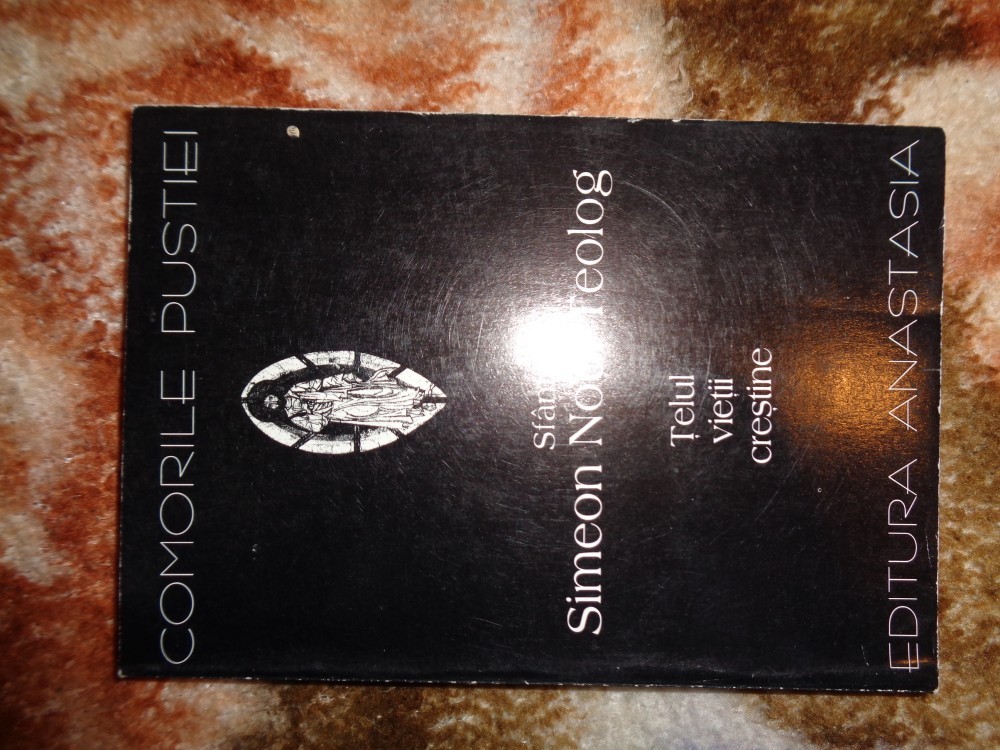 COMORILE PUSTIEI
Simeon
Țelul
vieții
creștine
EDITURA ANASTASIA